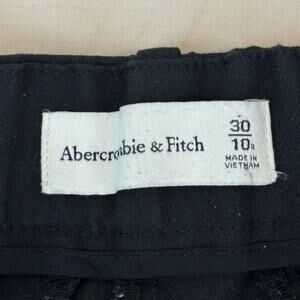 Abercrombie & Fitch
30
10R
MADE IN
VIETNAM